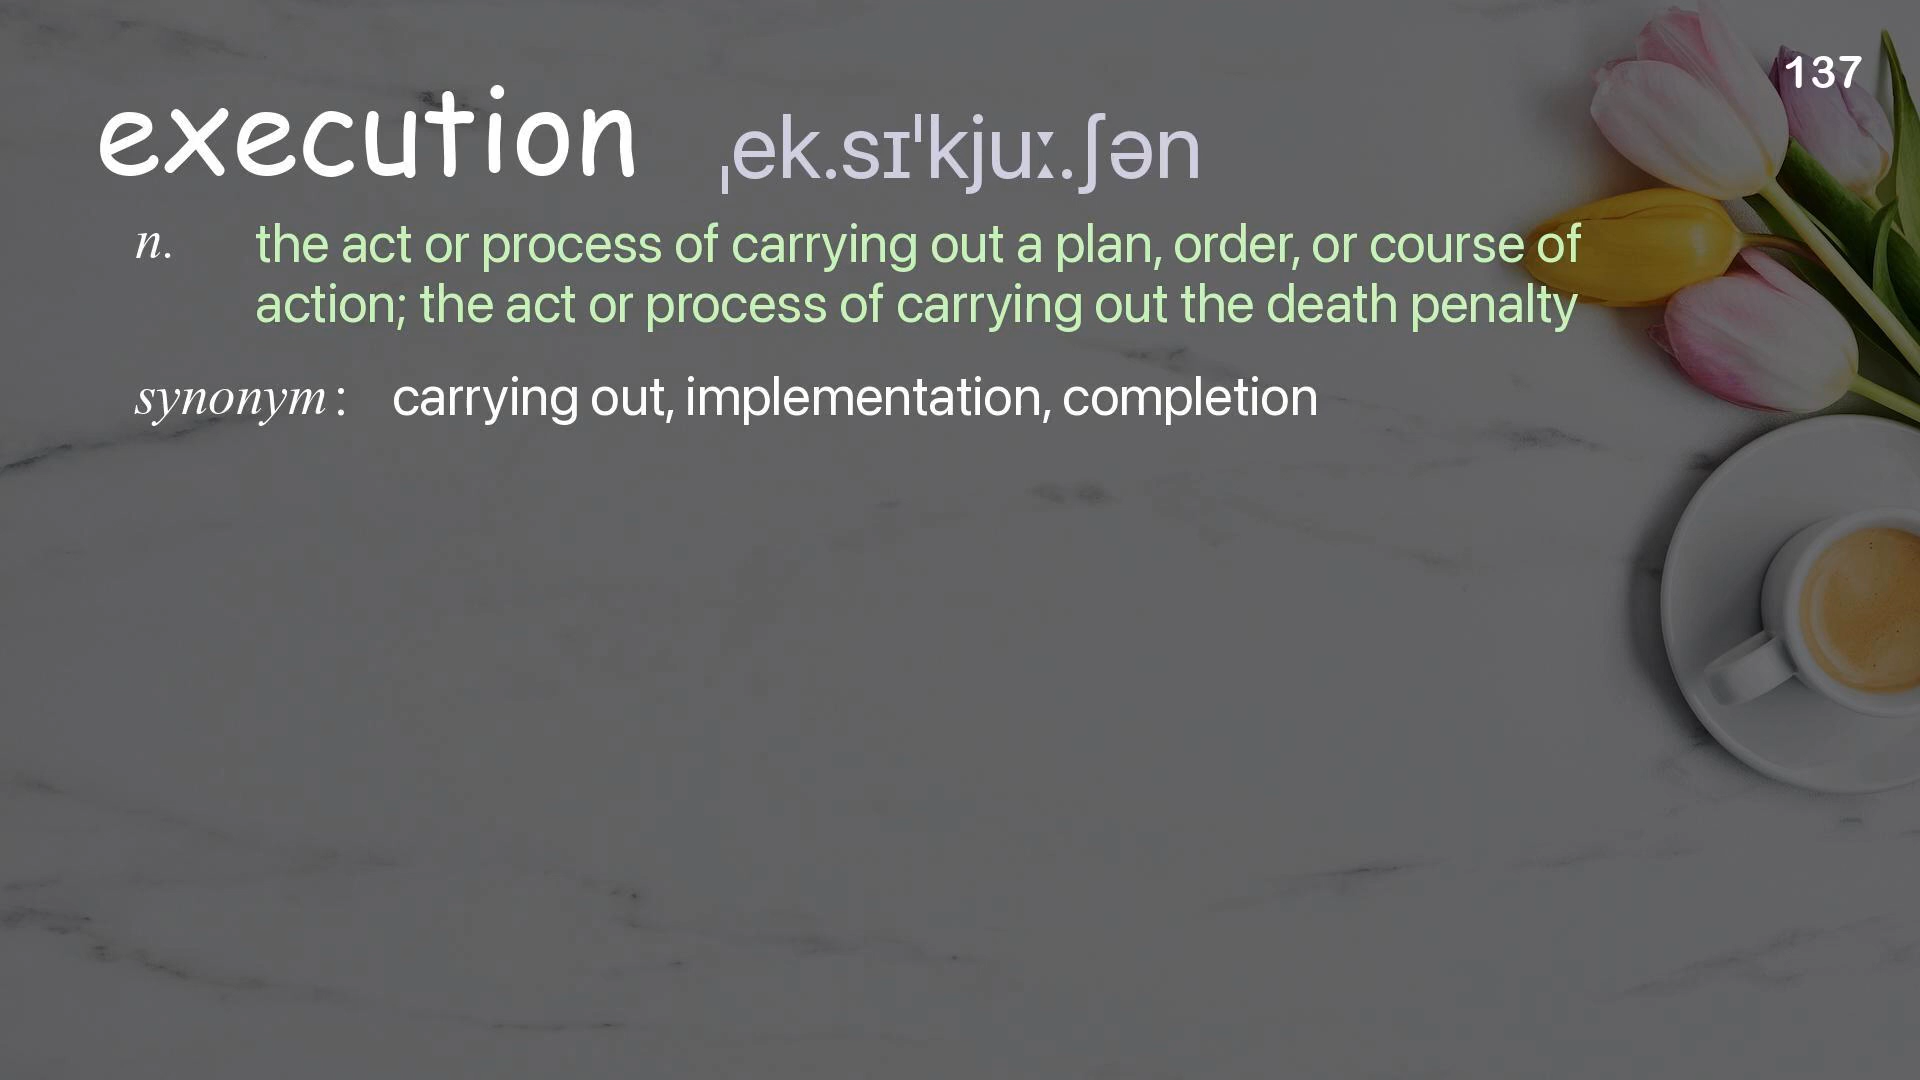 137
execution ˌek.sɪˈkjuː.ʃən
n. the act or process of carrying out a plan, order, or course of
action; the act or process of carrying out the death penalty
synonym: carrying out, implementation, completion